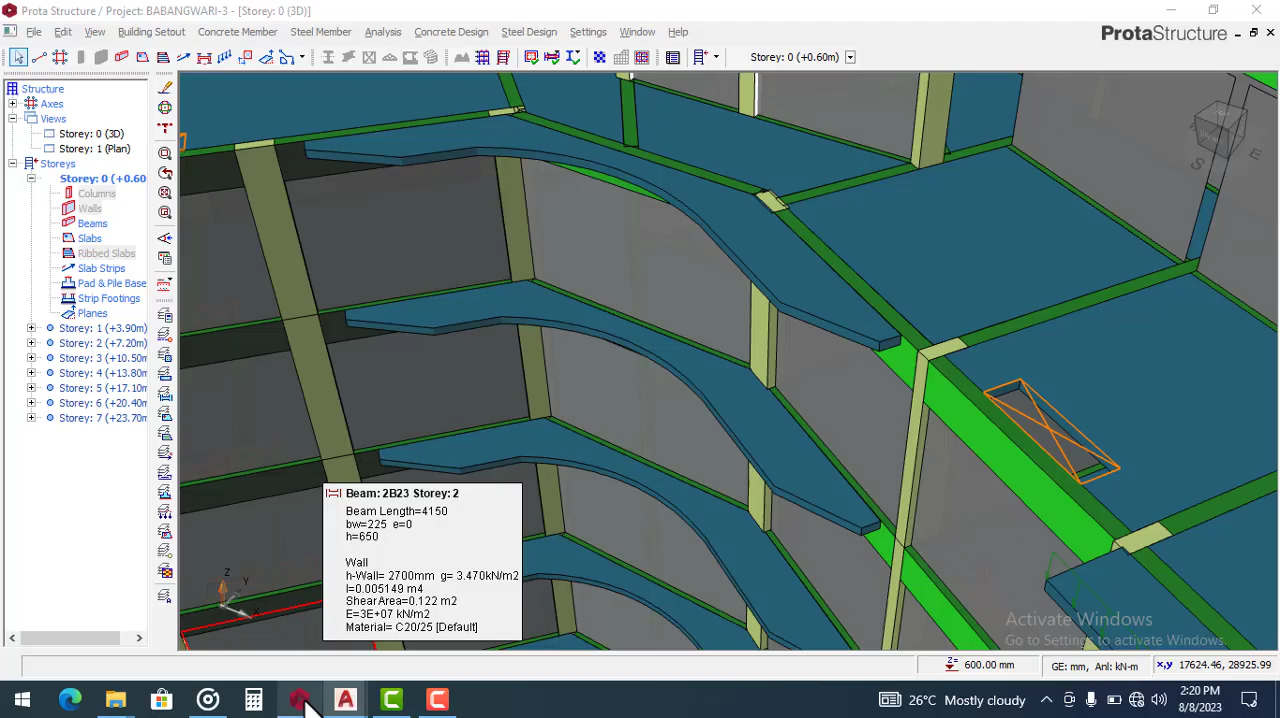 Prota Structure / Project: BABANGWARI-3 - [Storey: 0 (3D)]
File Edit View Building Setout Concrete Member Steel Member Analysis Concrete Design Steel Design Settings Window Help
ProtaStructure
Storey: 0 (+0.60m)
Structure
Axes
Views
Storey: 0 (3D)
Storey: 1 (Plan)
Storeys
Storey: 0 (+0.60
Columns
Walls
Beams
Slabs
Ribbed Slabs
Slab Strips
Pad & Pile Base
Strip Footings
Planes
Storey: 1 (+3.90m
Storey: 2 (+7.20m
Storey: 3 (+10.50
Storey: 4 (+13.80
Storey: 5 (+17.10
Storey: 6 (+20.40
Storey: 7 (+23.70
S E
Beam: 2B23 Storey: 2
Beam Length=4150
bw=225 e=0
h=650
Wall
h-Wall= 2700mm g= 3.470kN/m2
I=0.005149 m4
Shear Area=0.122 m2
E=3E+07 kN/m2
Material= C20/25 [Default]
z
y
x
Activate Windows
Go to Settings to activate Windows.
Z= 600.00 mm
GE: mm, Anl: kN-m
x,y 17624.46, 28925.99
26°C Mostly cloudy
2:20 PM
8/8/2023